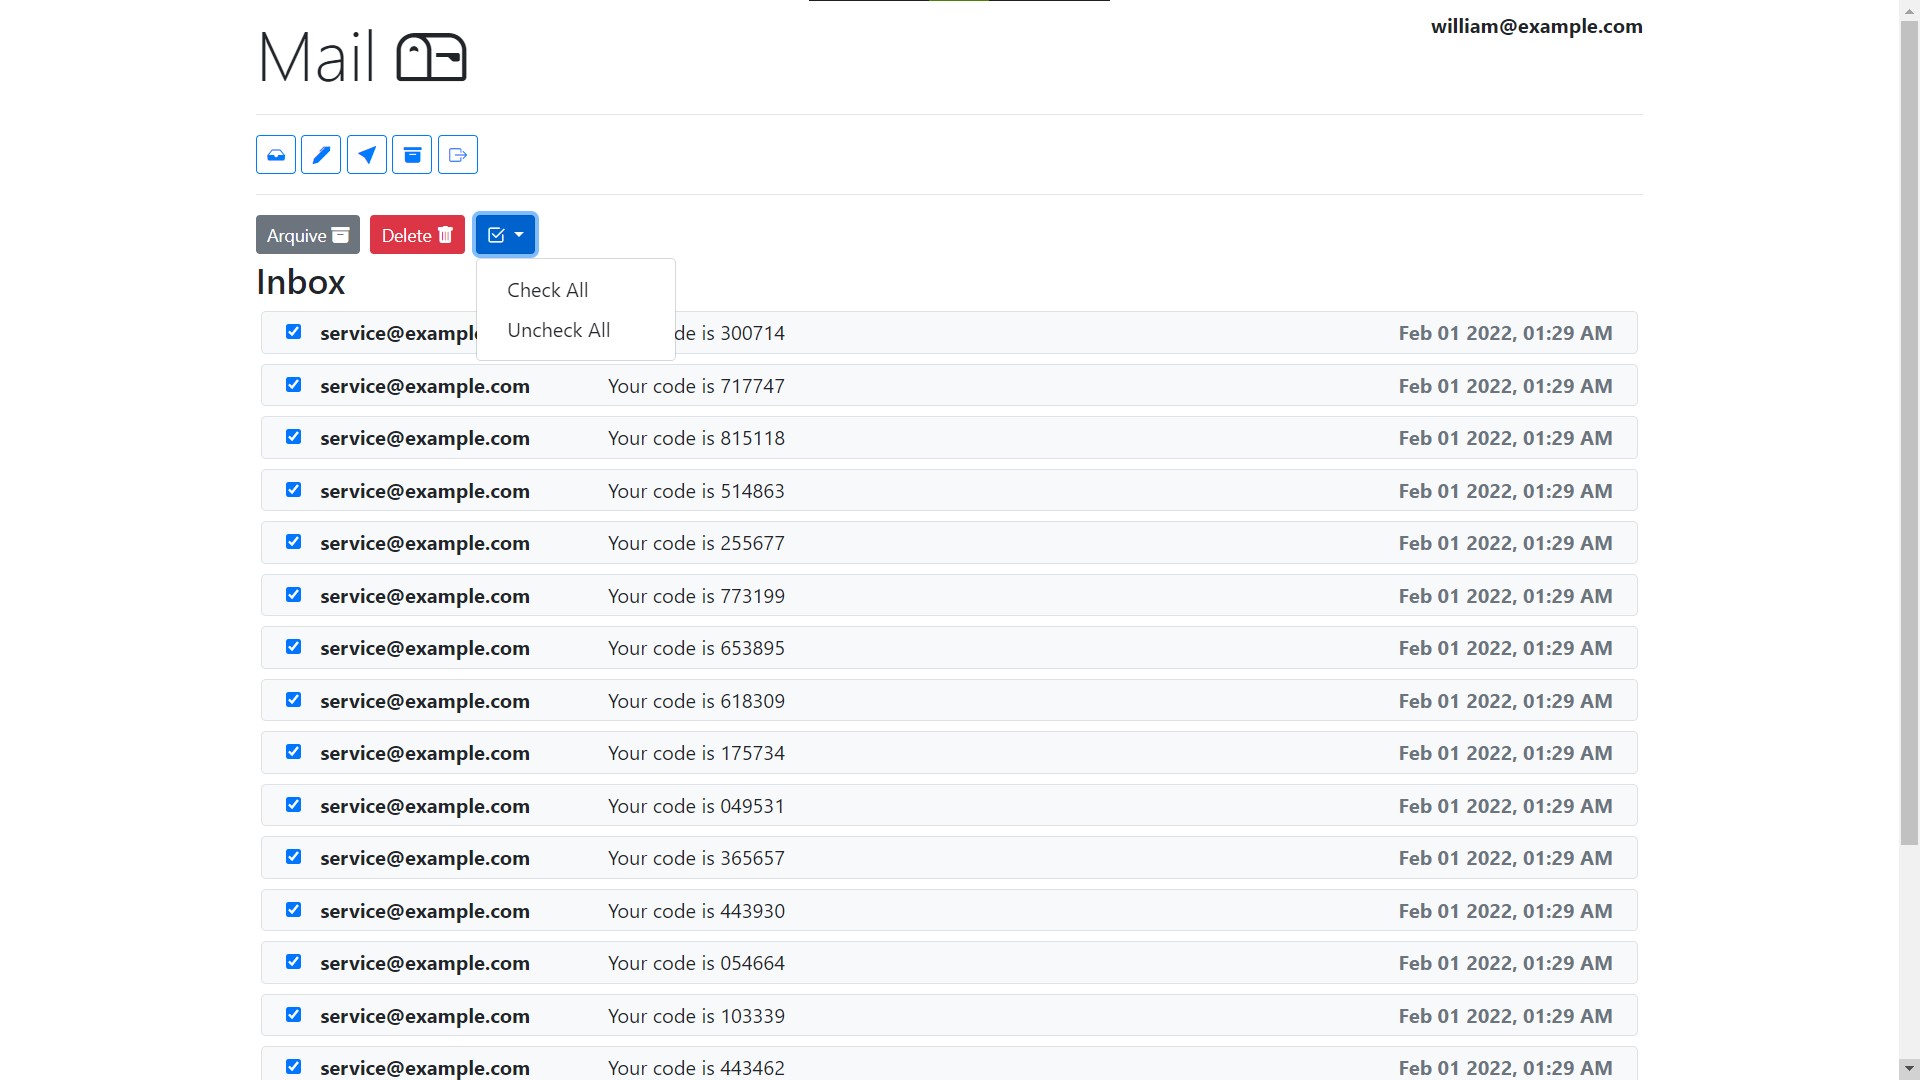 Mail
william@example.com
Arquive
Delete
Inbox
Check All
Uncheck All
service@exampl de is 300714 Feb 01 2022, 01:29 AM
service@example.com Your code is 717747 Feb 01 2022, 01:29 AM
service@example.com Your code is 815118 Feb 01 2022, 01:29 AM
service@example.com Your code is 514863 Feb 01 2022, 01:29 AM
service@example.com Your code is 255677 Feb 01 2022, 01:29 AM
service@example.com Your code is 773199 Feb 01 2022, 01:29 AM
service@example.com Your code is 653895 Feb 01 2022, 01:29 AM
service@example.com Your code is 618309 Feb 01 2022, 01:29 AM
service@example.com Your code is 175734 Feb 01 2022, 01:29 AM
service@example.com Your code is 049531 Feb 01 2022, 01:29 AM
service@example.com Your code is 365657 Feb 01 2022, 01:29 AM
service@example.com Your code is 443930 Feb 01 2022, 01:29 AM
service@example.com Your code is 054664 Feb 01 2022, 01:29 AM
service@example.com Your code is 103339 Feb 01 2022, 01:29 AM
service@example.com Your code is 443462 Feb 01 2022, 01:29 AM